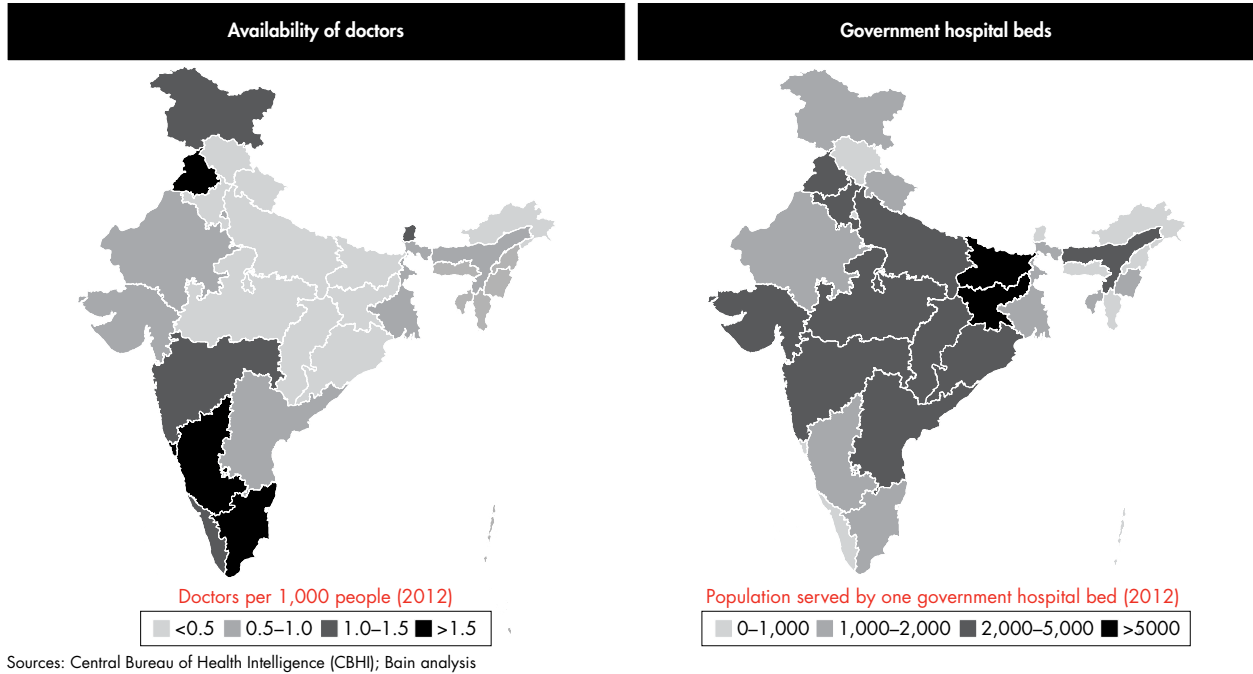 Availability of doctors
Government hospital beds
Doctors per 1,000 people (2012)
<0.5 0.5–1.0 1.0–1.5 >1.5
Population served by one government hospital bed (2012)
0–1,000 1,000–2,000 2,000–5,000 >5000
Sources: Central Bureau of Health Intelligence (CBHI); Bain analysis